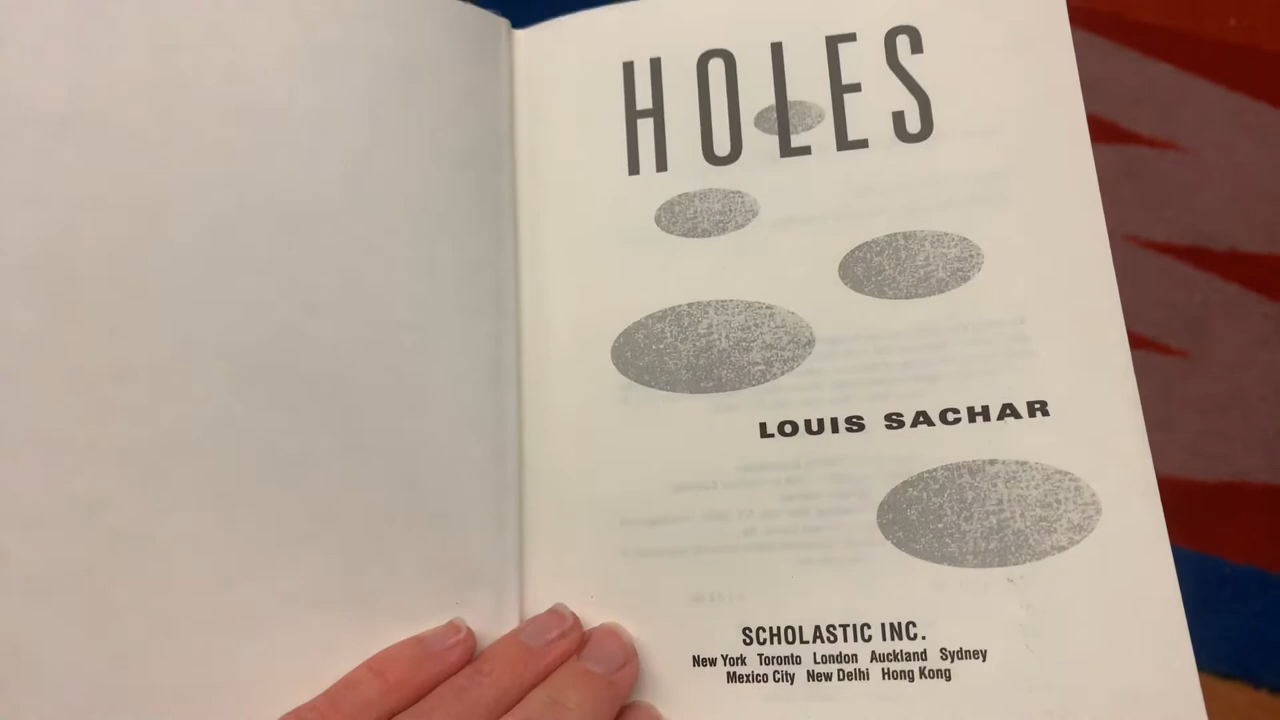 HOLES
LOUIS SACHAR
SCHOLASTIC INC.
New York Toronto London Auckland Sydney
Mexico City New Delhi Hong Kong